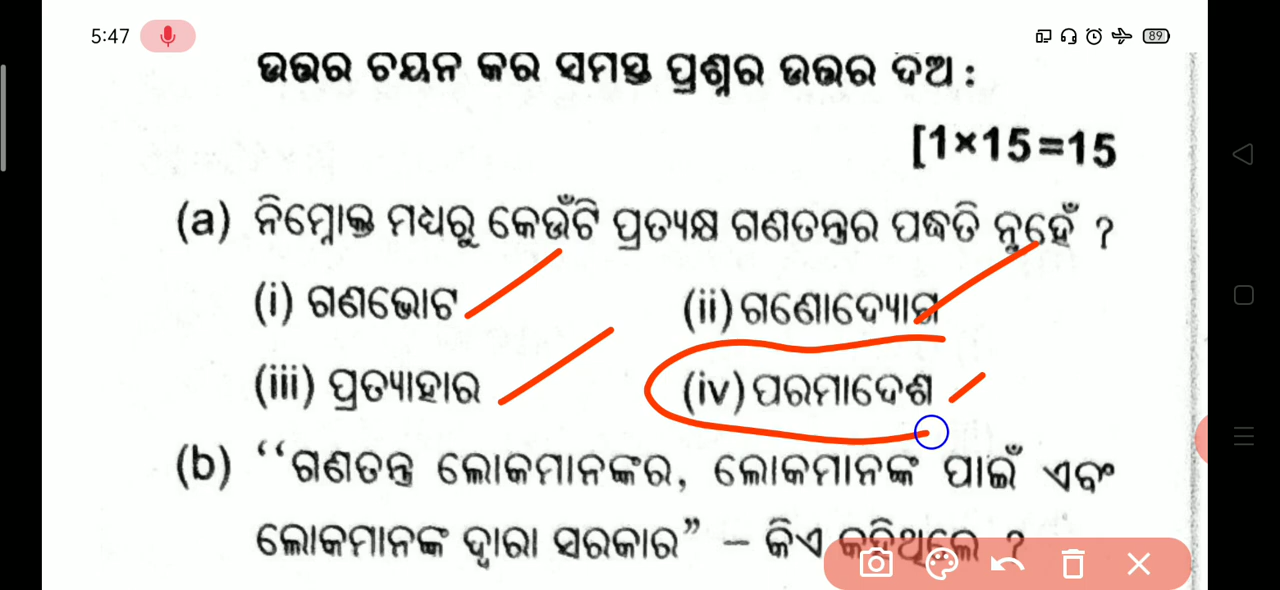 5:47
89
ଉତ୍ତର ଚୟନ କର ସମସ୍ତ ପ୍ରଶ୍ନର ଉତ୍ତର ଦିଅ :
[1×15=15
(a) ନିମ୍ନୋକ୍ତ ମଧ୍ୟରୁ କେଉଁଟି ପ୍ରତ୍ୟକ୍ଷ ଗଣତନ୍ତ୍ରର ପଦ୍ଧତି ନୁହେଁ ?
(i) ଗଣଭୋଟ (ii) ଗଣୋଦ୍ୟୋଗ
(iii) ପ୍ରତ୍ୟାହାର (iv) ପରମାଦେଶ
(b) ‘‘ଗଣତନ୍ତ୍ର ଲୋକମାନଙ୍କର, ଲୋକମାନଙ୍କ ପାଇଁ ଏବଂ
ଲୋକମାନଙ୍କ ଦ୍ୱାରା ସରକାର” – କିଏ କହିଥିଲେ ?